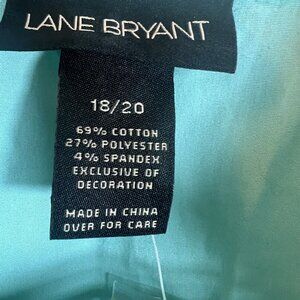 LANE BRYANT
18/20
69% COTTON
27% POLYESTER
4% SPANDEX
EXCLUSIVE OF
DECORATION
MADE IN CHINA
OVER FOR CARE